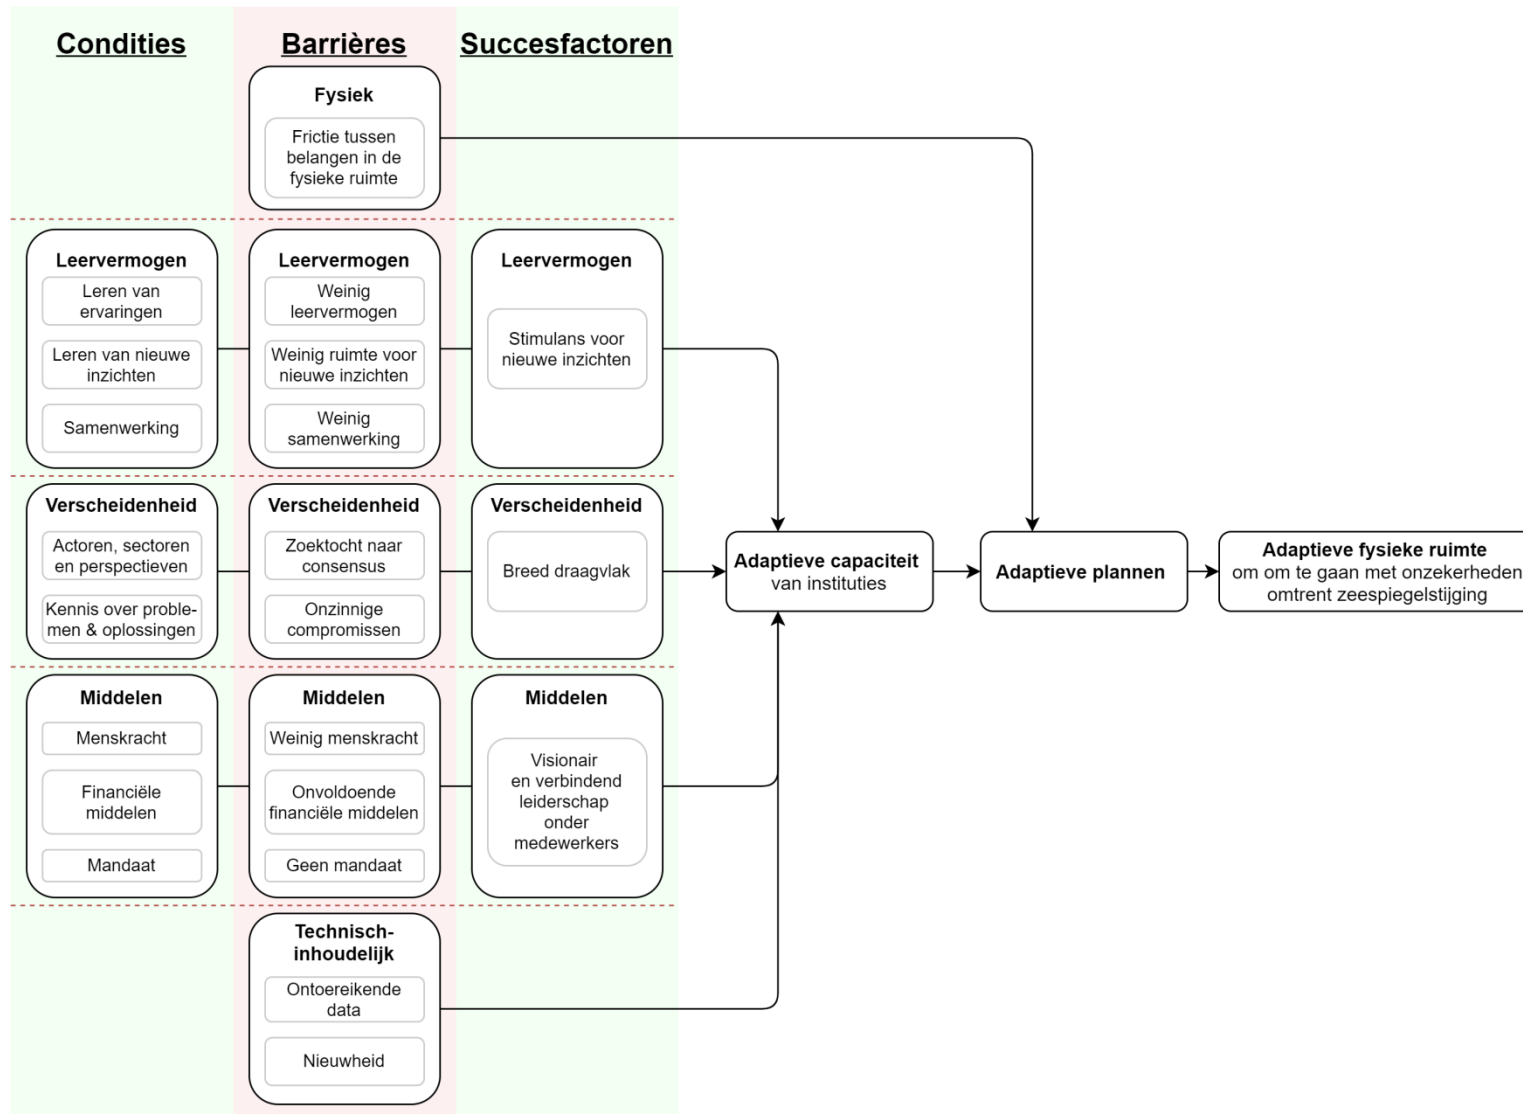 Condities
Barrières
Succesfactoren
Fysiek
Frictie tussen
belangen in de
fysieke ruimte
Leervermogen
Leren van
ervaringen
Leren van nieuwe
inzichten
Samenwerking
Leervermogen
Weinig
leervermogen
Weinig ruimte voor
nieuwe inzichten
Weinig
samenwerking
Leervermogen
Stimulans voor
nieuwe inzichten
Verscheidenheid
Actoren, sectoren
en perspectieven
Kennis over proble-
men & oplossingen
Verscheidenheid
Zoektocht naar
consensus
Onzinnige
compromissen
Verscheidenheid
Breed draagvlak
Middelen
Menskracht
Financiële
middelen
Mandaat
Middelen
Weinig menskracht
Onvoldoende
financiële middelen
Geen mandaat
Middelen
Visionair
en verbindend
leiderschap
onder
medewerkers
Technisch-
inhoudelijk
Ontoereikende
data
Nieuwheid
Adaptieve capaciteit
van instituties
Adaptieve plannen
Adaptieve fysieke ruimte
om om te gaan met onzekerheden
omtrent zeespiegelstijging